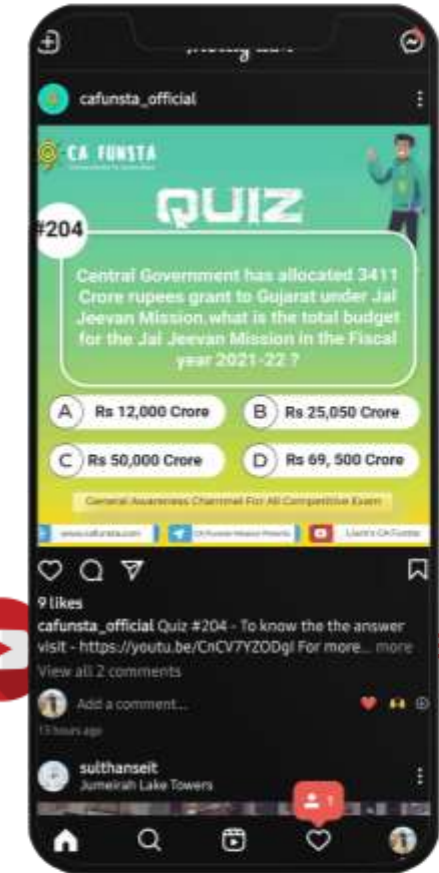 cafunsta_official
CA FUNSTA
QUIZ
#204
Central Government has allocated 3411
Crore rupees grant to Gujarat under Jal
Jeevan Mission,what is the total budget
for the Jal Jeevan Mission in the Fiscal
year 2021-22 ?
A Rs 12,000 Crore
B Rs 25,050 Crore
C Rs 50,000 Crore
D Rs 69, 500 Crore
General Awareness Channel For All Competitive Exam
www.cafunsta.com
9 likes
cafunsta_official Quiz #204 - To know the the answer
visit - https://youtu.be/CnCV7YZODgI For more... more
View all 2 comments
Add a comment...
13 hours ago
sulthanseit
Jumeirah Lake Towers
1